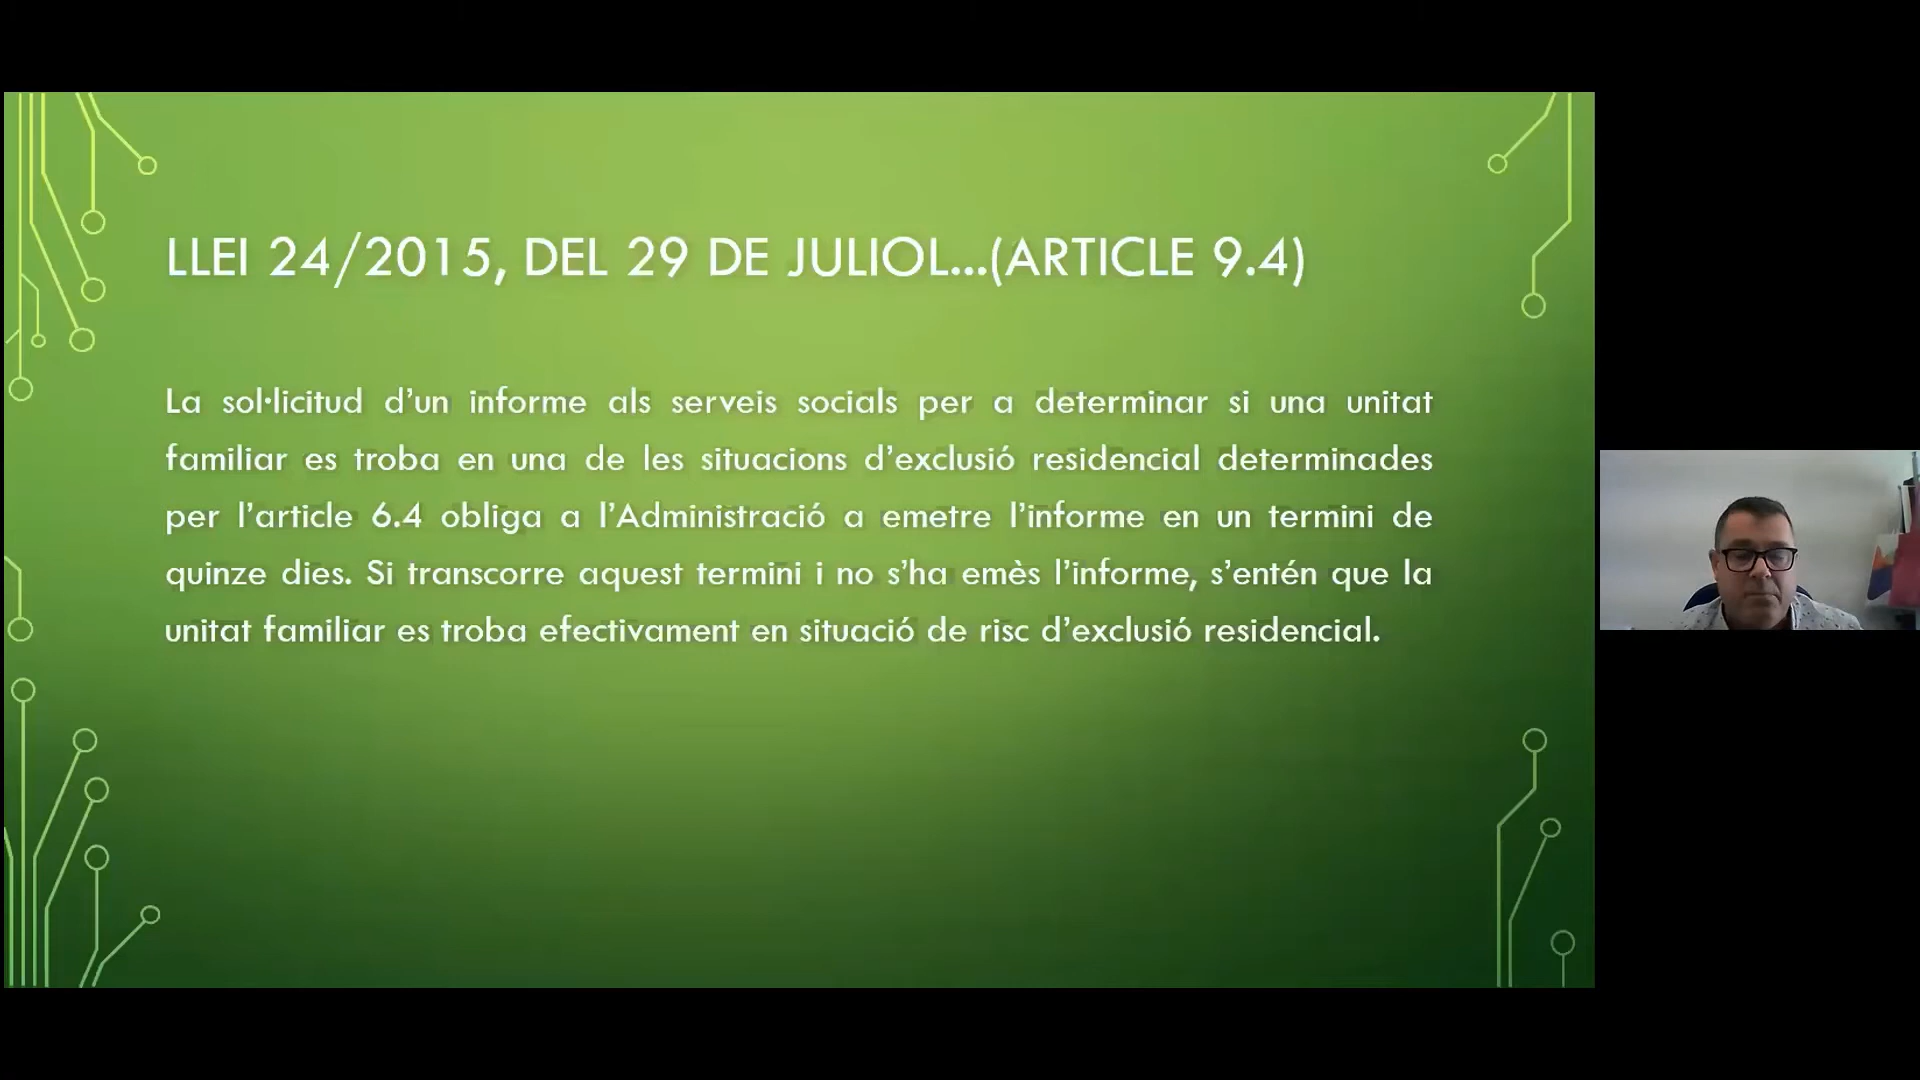 LLEI 24/2015, DEL 29 DE JULIOL...(ARTICLE 9.4)
La sol·licitud d’un informe als serveis socials per a determinar si una unitat
familiar es troba en una de les situacions d’exclusió residencial determinades
per l’article 6.4 obliga a l’Administració a emetre l’informe en un termini de
quinze dies. Si transcorre aquest termini i no s’ha emès l’informe, s’entén que la
unitat familiar es troba efectivament en situació de risc d’exclusió residencial.